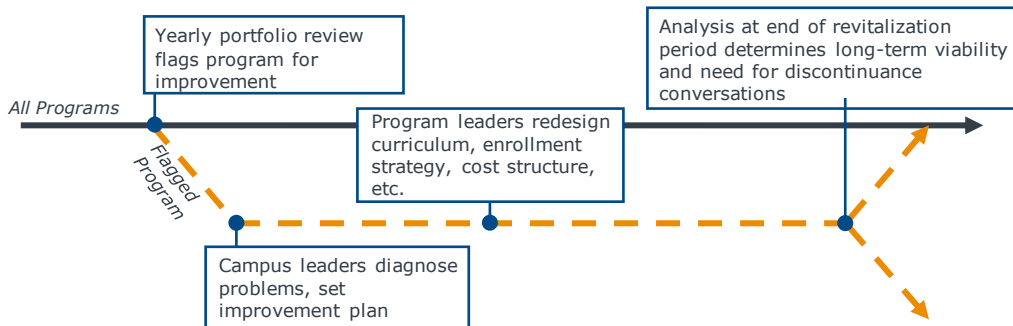 Yearly portfolio review
flags program for
improvement
Analysis at end of revitalization
period determines long-term viability
and need for discontinuance
conversations
All Programs
Program leaders redesign
curriculum, enrollment
strategy, cost structure,
etc.
Flagged
Program
Campus leaders diagnose
problems, set
improvement plan